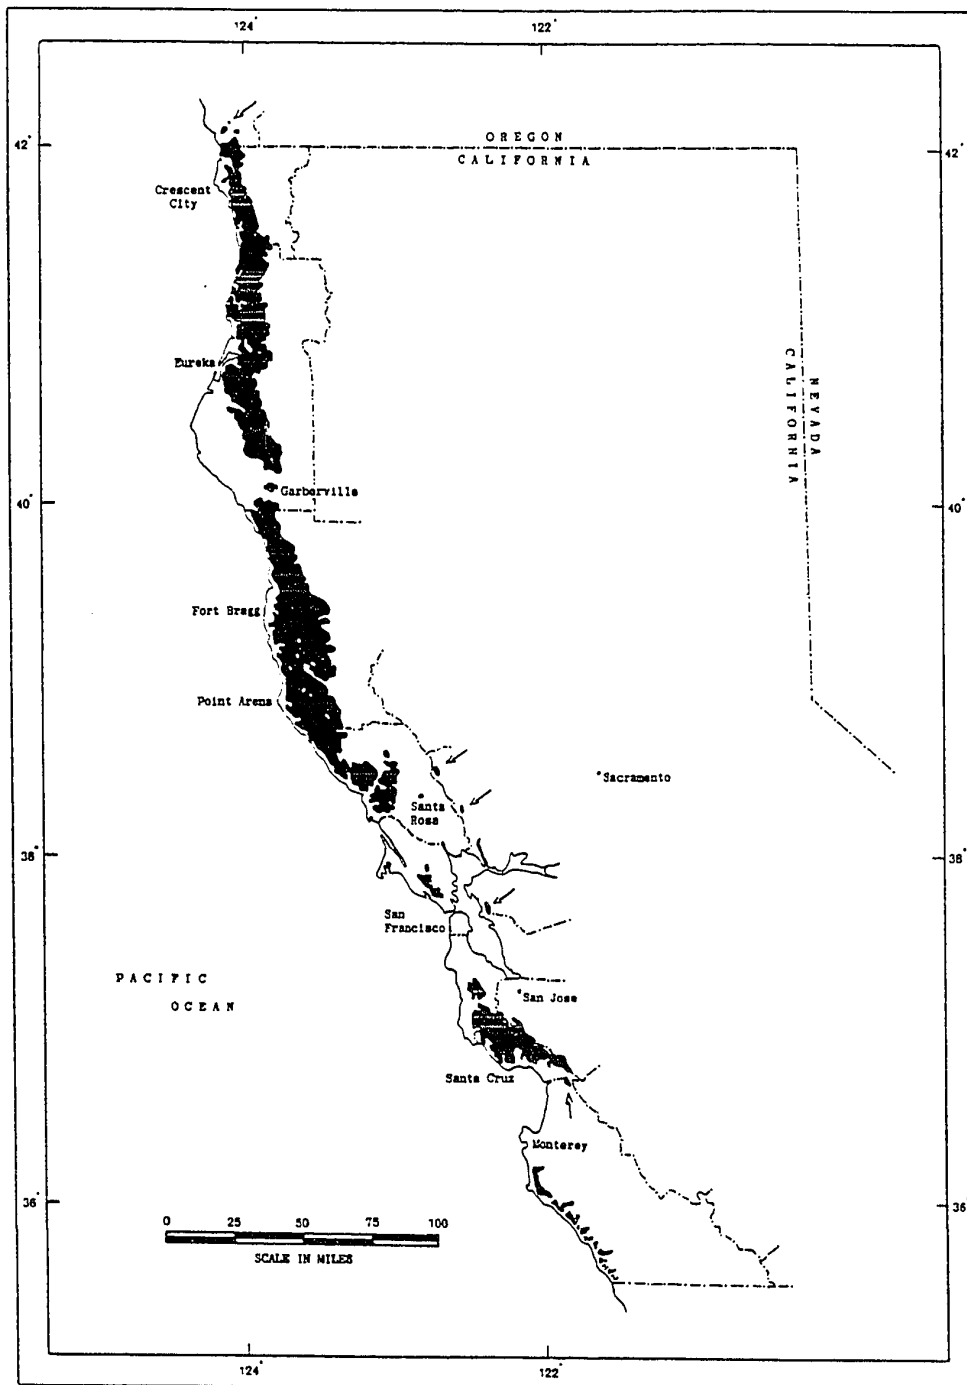 124° 122°
42° 42°
OREGON
CALIFORNIA
Crescent
City
Eureka
CALIFORNIA
NEVADA
Garberville
40° 40°
Fort Bragg
Point Arena
Sacramento
Santa
Rosa
38° 38°
San
Francisco
PACIFIC
OCEAN
San Jose
Santa Cruz
Monterey
36° 36°
0 25 50 75 100
SCALE IN MILES
124° 122°